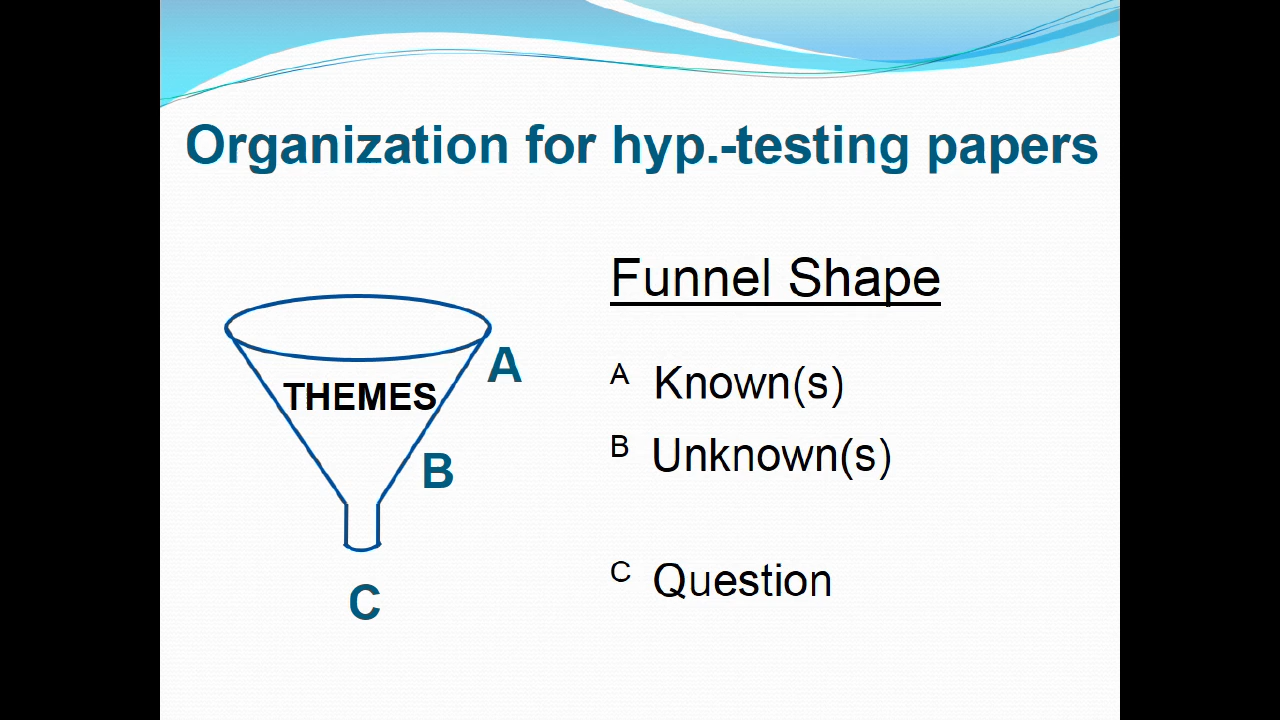 Organization for hyp.-testing papers
Funnel Shape
A
THEMES
B
C
A Known(s)
B Unknown(s)
C Question